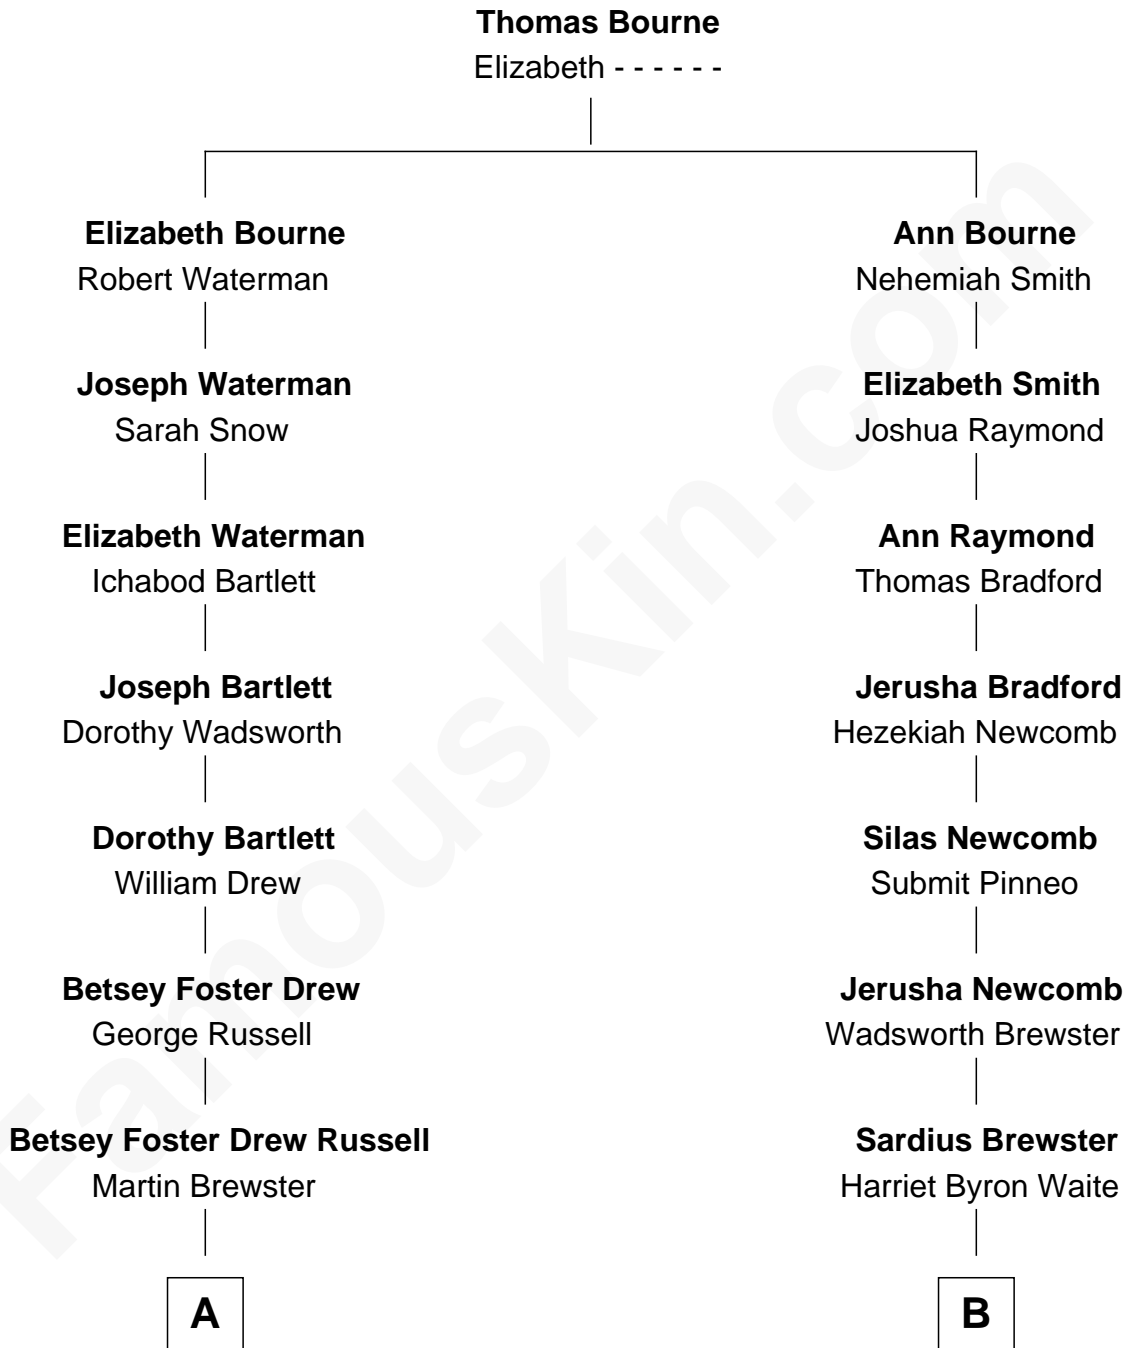 Thomas Bourne
Elizabeth - - - - - -
Elizabeth Bourne
Robert Waterman
Ann Bourne
Nehemiah Smith
Joseph Waterman
Sarah Snow
Elizabeth Smith
Joshua Raymond
Elizabeth Waterman
Ichabod Bartlett
Ann Raymond
Thomas Bradford
Joseph Bartlett
Dorothy Wadsworth
Jerusha Bradford
Hezekiah Newcomb
Dorothy Bartlett
William Drew
Silas Newcomb
Submit Pinneo
Betsey Foster Drew
George Russell
Jerusha Newcomb
Wadsworth Brewster
Betsey Foster Drew Russell
Martin Brewster
Sardius Brewster
Harriet Byron Waite
A
B
FamousKin.com